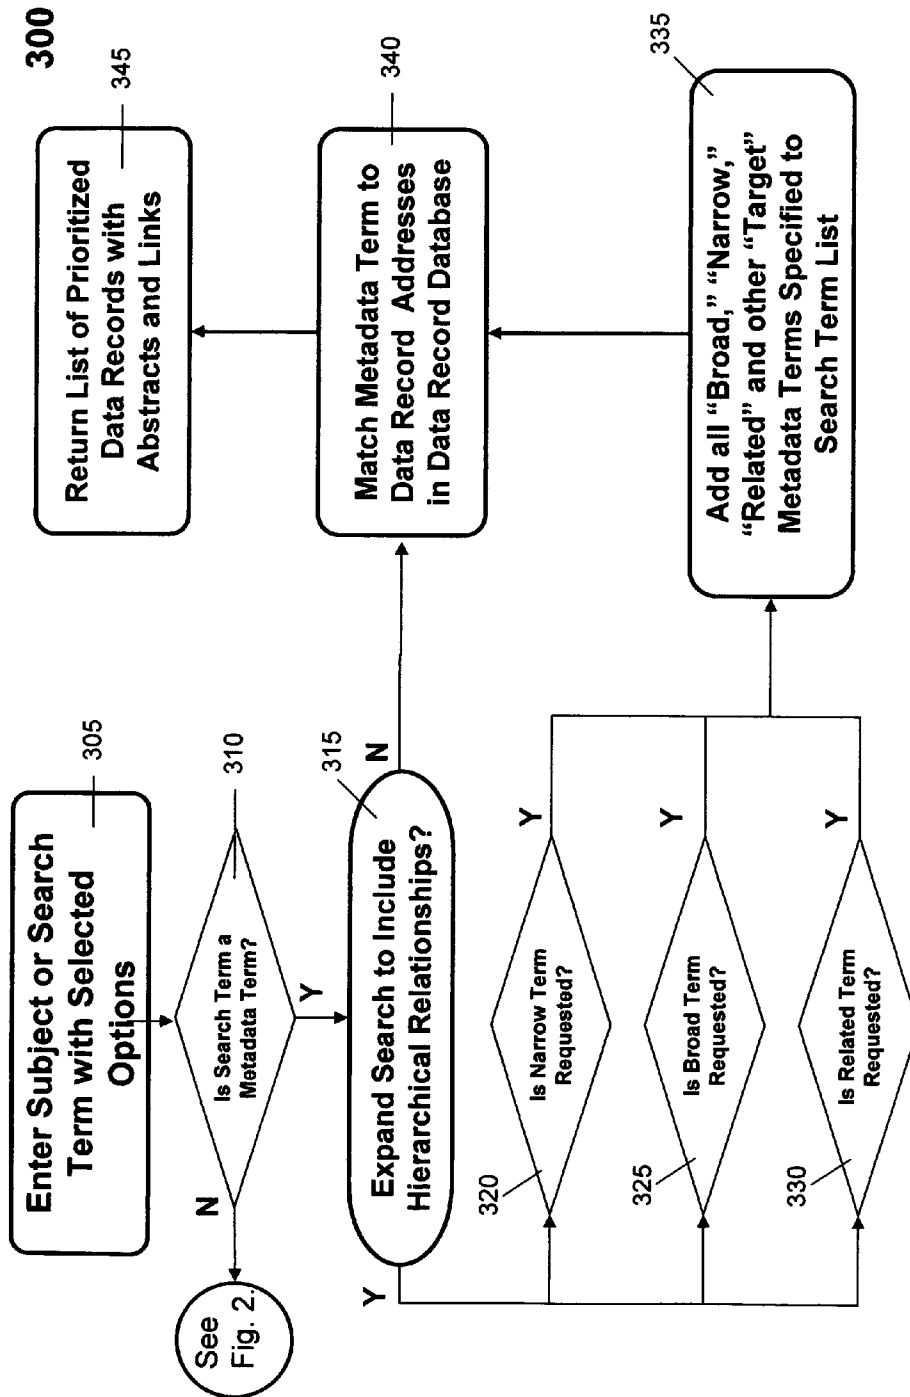 300
Enter Subject or Search
Term with Selected
Options
305
Is Search Term a
Metadata Term?
310
N
See
Fig. 2.
Y
Expand Search to Include
Hierarchical Relationships?
315
N
Y
Is Narrow Term
Requested?
320
Y
Is Broad Term
Requested?
325
Y
Is Related Term
Requested?
330
Y
Add all “Broad,” “Narrow,”
“Related” and other “Target”
Metadata Terms Specified to
Search Term List
335
Match Metadata Term to
Data Record Addresses
in Data Record Database
340
Return List of Prioritized
Data Records with
Abstracts and Links
345